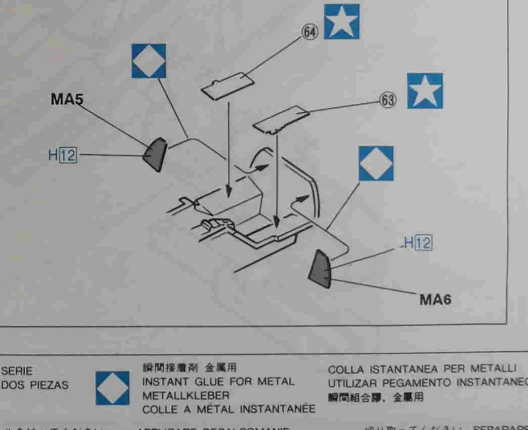 64
63
MA5
H12
H12
MA6
SERIE
DOS PIEZAS
瞬間接着剤 金属用
INSTANT GLUE FOR METAL
METALLKLEBER
COLLE A MÉTAL INSTANTANÉE
COLLA ISTANTANEA PER METALLI
UTILIZAR PEGAMENTO INSTANTANEO
瞬間組合膠，金屬用